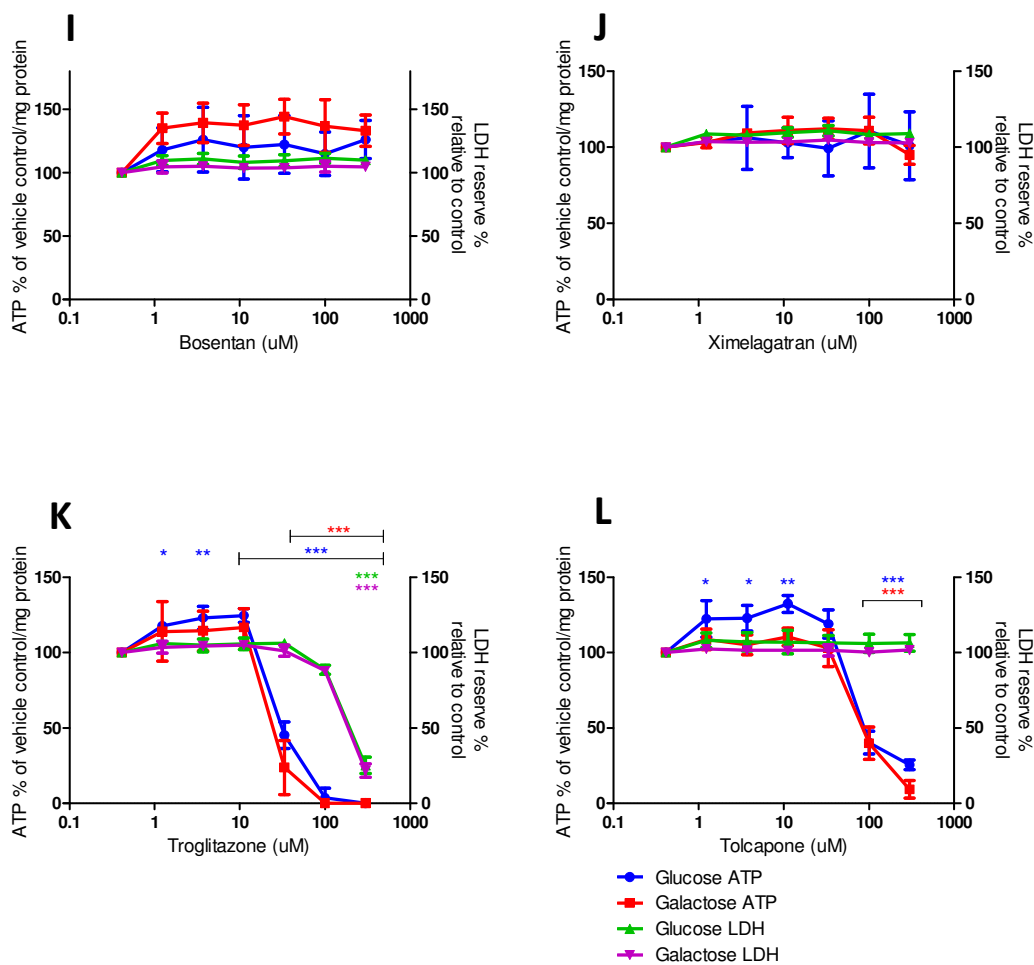 I
ATP % of vehicle control/mg protein
150
100
50
0
150
100
50
0
LDH reserve %
relative to control
0.1 1 10 100 1000
Bosentan (uM)
J
ATP % of vehicle control/mg protein
150
100
50
0
150
100
50
0
LDH reserve %
relative to control
0.1 1 10 100 1000
Ximelagatran (uM)
K
***
* ** ***
***
***
ATP % of vehicle control/mg protein
150
100
50
0
150
100
50
0
LDH reserve %
relative to control
0.1 1 10 100 1000
Troglitazone (uM)
L
* * ** ***
***
ATP % of vehicle control/mg protein
150
100
50
0
150
100
50
0
LDH reserve %
relative to control
0.1 1 10 100 1000
Tolcapone (uM)
Glucose ATP
Galactose ATP
Glucose LDH
Galactose LDH